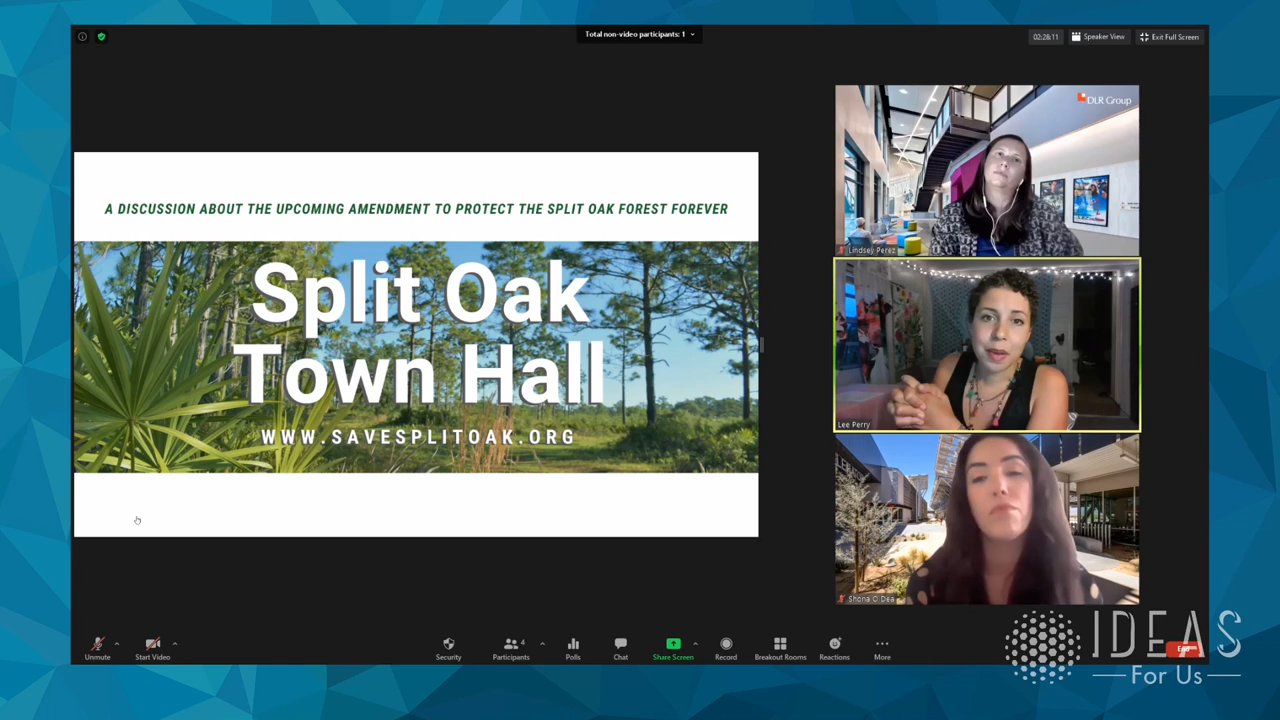 Total non-video participants: 1
02:28:11
Speaker View
Exit Full Screen
A DISCUSSION ABOUT THE UPCOMING AMENDMENT TO PROTECT THE SPLIT OAK FOREST FOREVER
Split Oak
Town Hall
WWW.SAVESPLITOAK.ORG
DLR Group
Lindsey Perez
Lee Perry
Shona O Dea
Unmute
Start Video
Security
4
Participants
Polls
Chat
Share Screen
Record
Breakout Rooms
Reactions
More
End
IDEAS
For Us